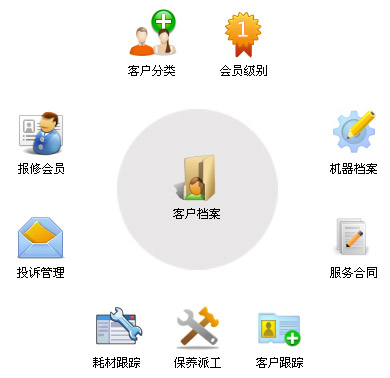 客户分类
会员级别
1
报修会员
机器档案
客户档案
投诉管理
服务合同
耗材跟踪
保养派工
客户跟踪